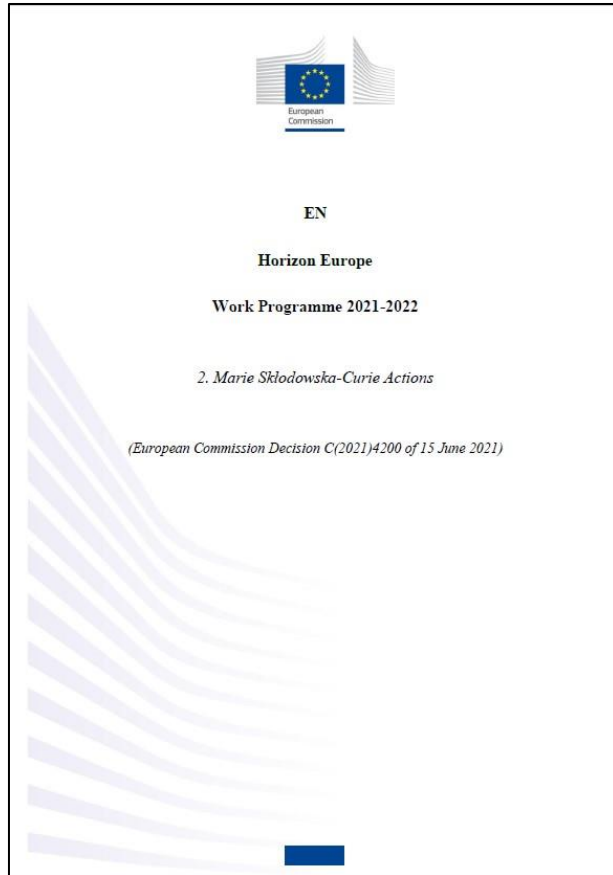 European
Commission
EN
Horizon Europe
Work Programme 2021-2022
2. Marie Skłodowska-Curie Actions
(European Commission Decision C(2021)4200 of 15 June 2021)